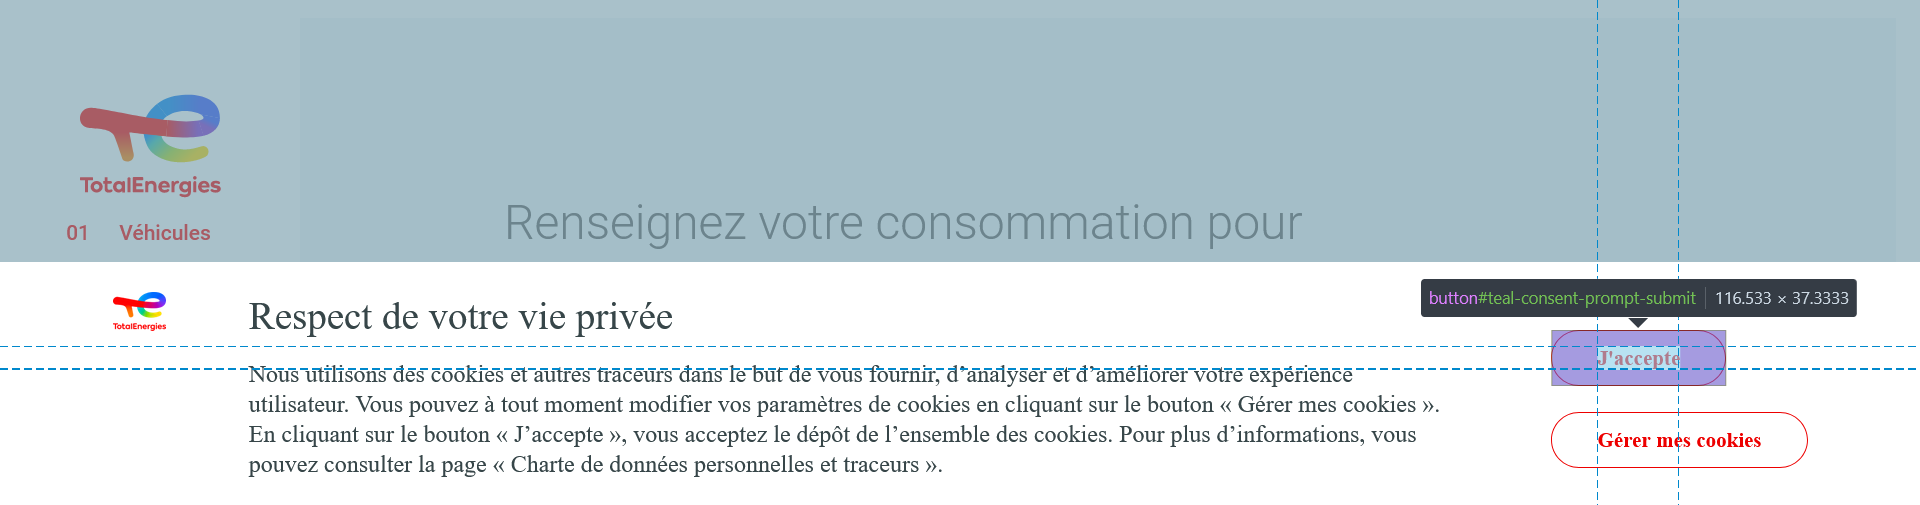 TotalEnergies
01 Véhicules
Renseignez votre consommation pour
TotalEnergies
Respect de votre vie privée
Nous utilisons des cookies et autres traceurs dans le but de vous fournir, d’analyser et d’améliorer votre expérience
utilisateur. Vous pouvez à tout moment modifier vos paramètres de cookies en cliquant sur le bouton « Gérer mes cookies ».
En cliquant sur le bouton « J’accepte », vous acceptez le dépôt de l’ensemble des cookies. Pour plus d’informations, vous
pouvez consulter la page « Charte de données personnelles et traceurs ».
button#teal-consent-prompt-submit 116.533 × 37.3333
J'accepte
Gérer mes cookies